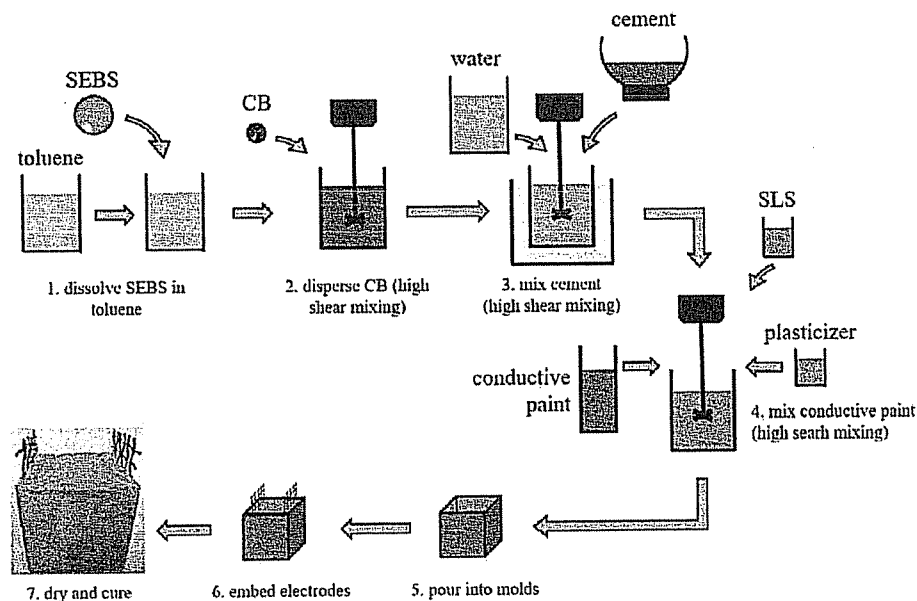 cement
water
SEBS
CB
toluene
SLS
1. dissolve SEBS in
toluene
2. disperse CB (high
shear mixing)
3. mix cement
(high shear mixing)
plasticizer
conductive
paint
4. mix conductive paint
(high searh mixing)
7. dry and cure
6. embed electrodes
5. pour into molds